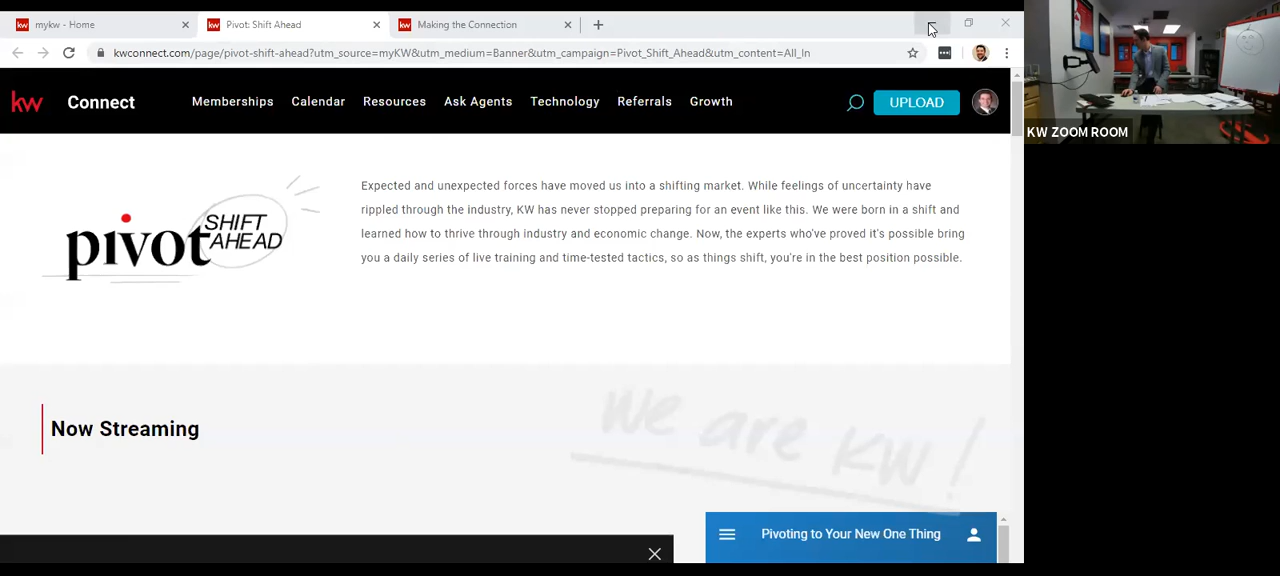 mykw - Home
Pivot: Shift Ahead
Making the Connection
kwconnect.com/page/pivot-shift-ahead?utm_source=myKW&utm_medium=Banner&utm_campaign=Pivot_Shift_Ahead&utm_content=All_In
kw Connect Memberships Calendar Resources Ask Agents Technology Referrals Growth UPLOAD
KW ZOOM ROOM
pivot SHIFT AHEAD
Expected and unexpected forces have moved us into a shifting market. While feelings of uncertainty have
rippled through the industry, KW has never stopped preparing for an event like this. We were born in a shift and
learned how to thrive through industry and economic change. Now, the experts who've proved it's possible bring
you a daily series of live training and time-tested tactics, so as things shift, you're in the best position possible.
we are kw!
Now Streaming
Pivoting to Your New One Thing